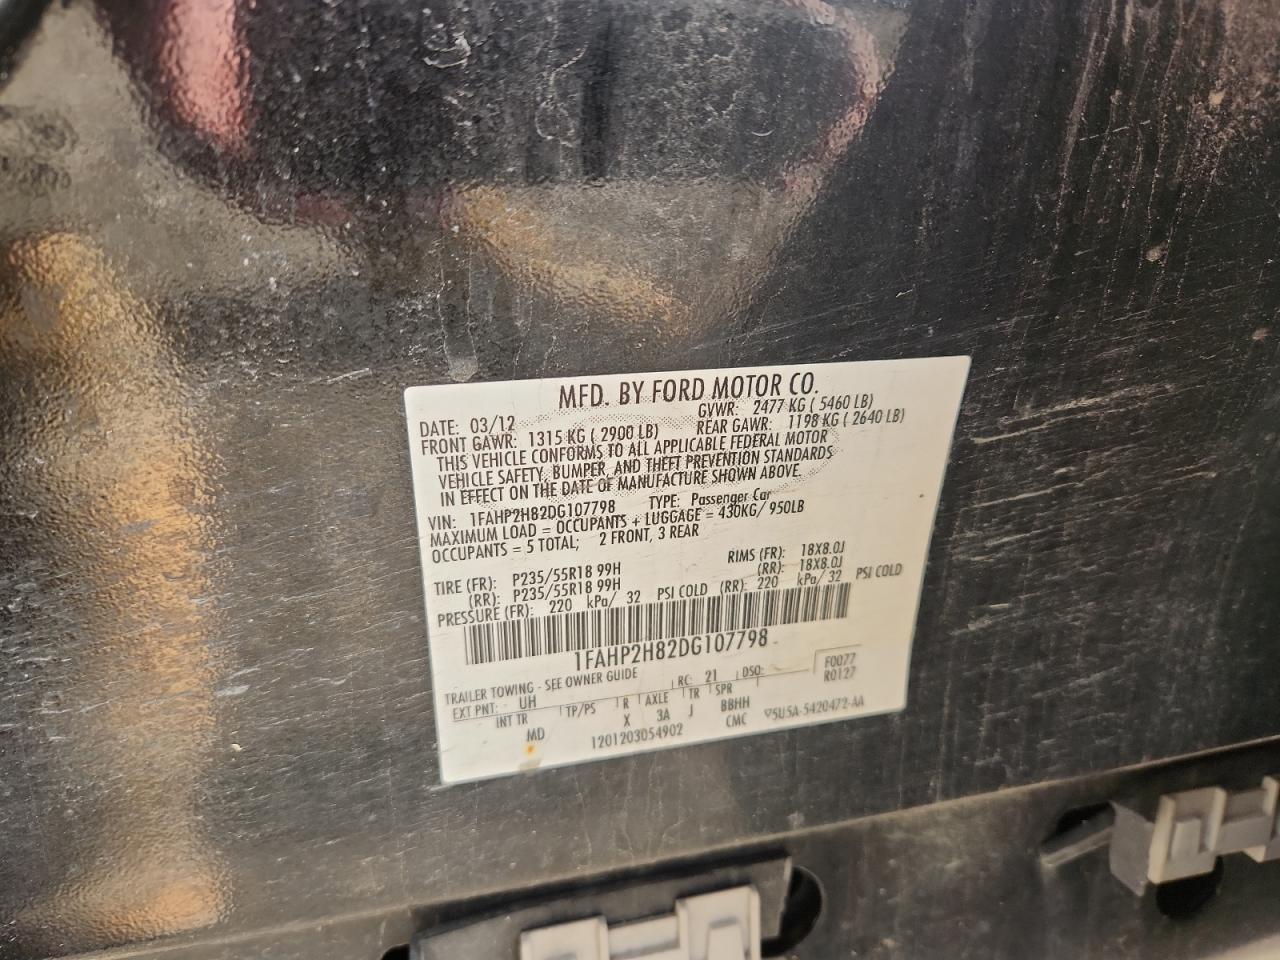 MFD. BY FORD MOTOR CO.
DATE: 03/12 GVWR: 2477 KG ( 5460 LB)
FRONT GAWR: 1315 KG ( 2900 LB) REAR GAWR: 1198 KG ( 2640 LB)
THIS VEHICLE CONFORMS TO ALL APPLICABLE FEDERAL MOTOR
VEHICLE SAFETY, BUMPER, AND THEFT PREVENTION STANDARDS
IN EFFECT ON THE DATE OF MANUFACTURE SHOWN ABOVE.
VIN: 1FAHP2H82DG107798 TYPE: Passenger Car
MAXIMUM LOAD = OCCUPANTS + LUGGAGE = 430KG/ 950LB
OCCUPANTS = 5 TOTAL; 2 FRONT, 3 REAR
TIRE (FR): P235/55R18 99H RIMS (FR): 18X8.0J
(RR): P235/55R18 99H (RR): 18X8.0J
PRESSURE (FR): 220 kPa/ 32 PSI COLD (RR): 220 kPa/ 32 PSI COLD
1FAHP2H82DG107798
TRAILER TOWING - SEE OWNER GUIDE
EXT PNT: UH RC: 21 DSO: F0077
R0127
INT TR TP/PS R AXLE TR SPR
MD X 3A J BBHH
1201203054902 CMC 5U5A-5420472-AA